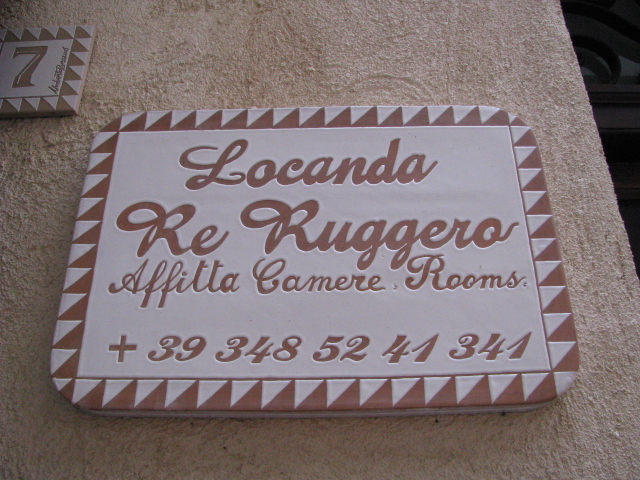 7
Locanda
Re Ruggero
Affitta Camere, Rooms.
+ 39 348 52 41 341